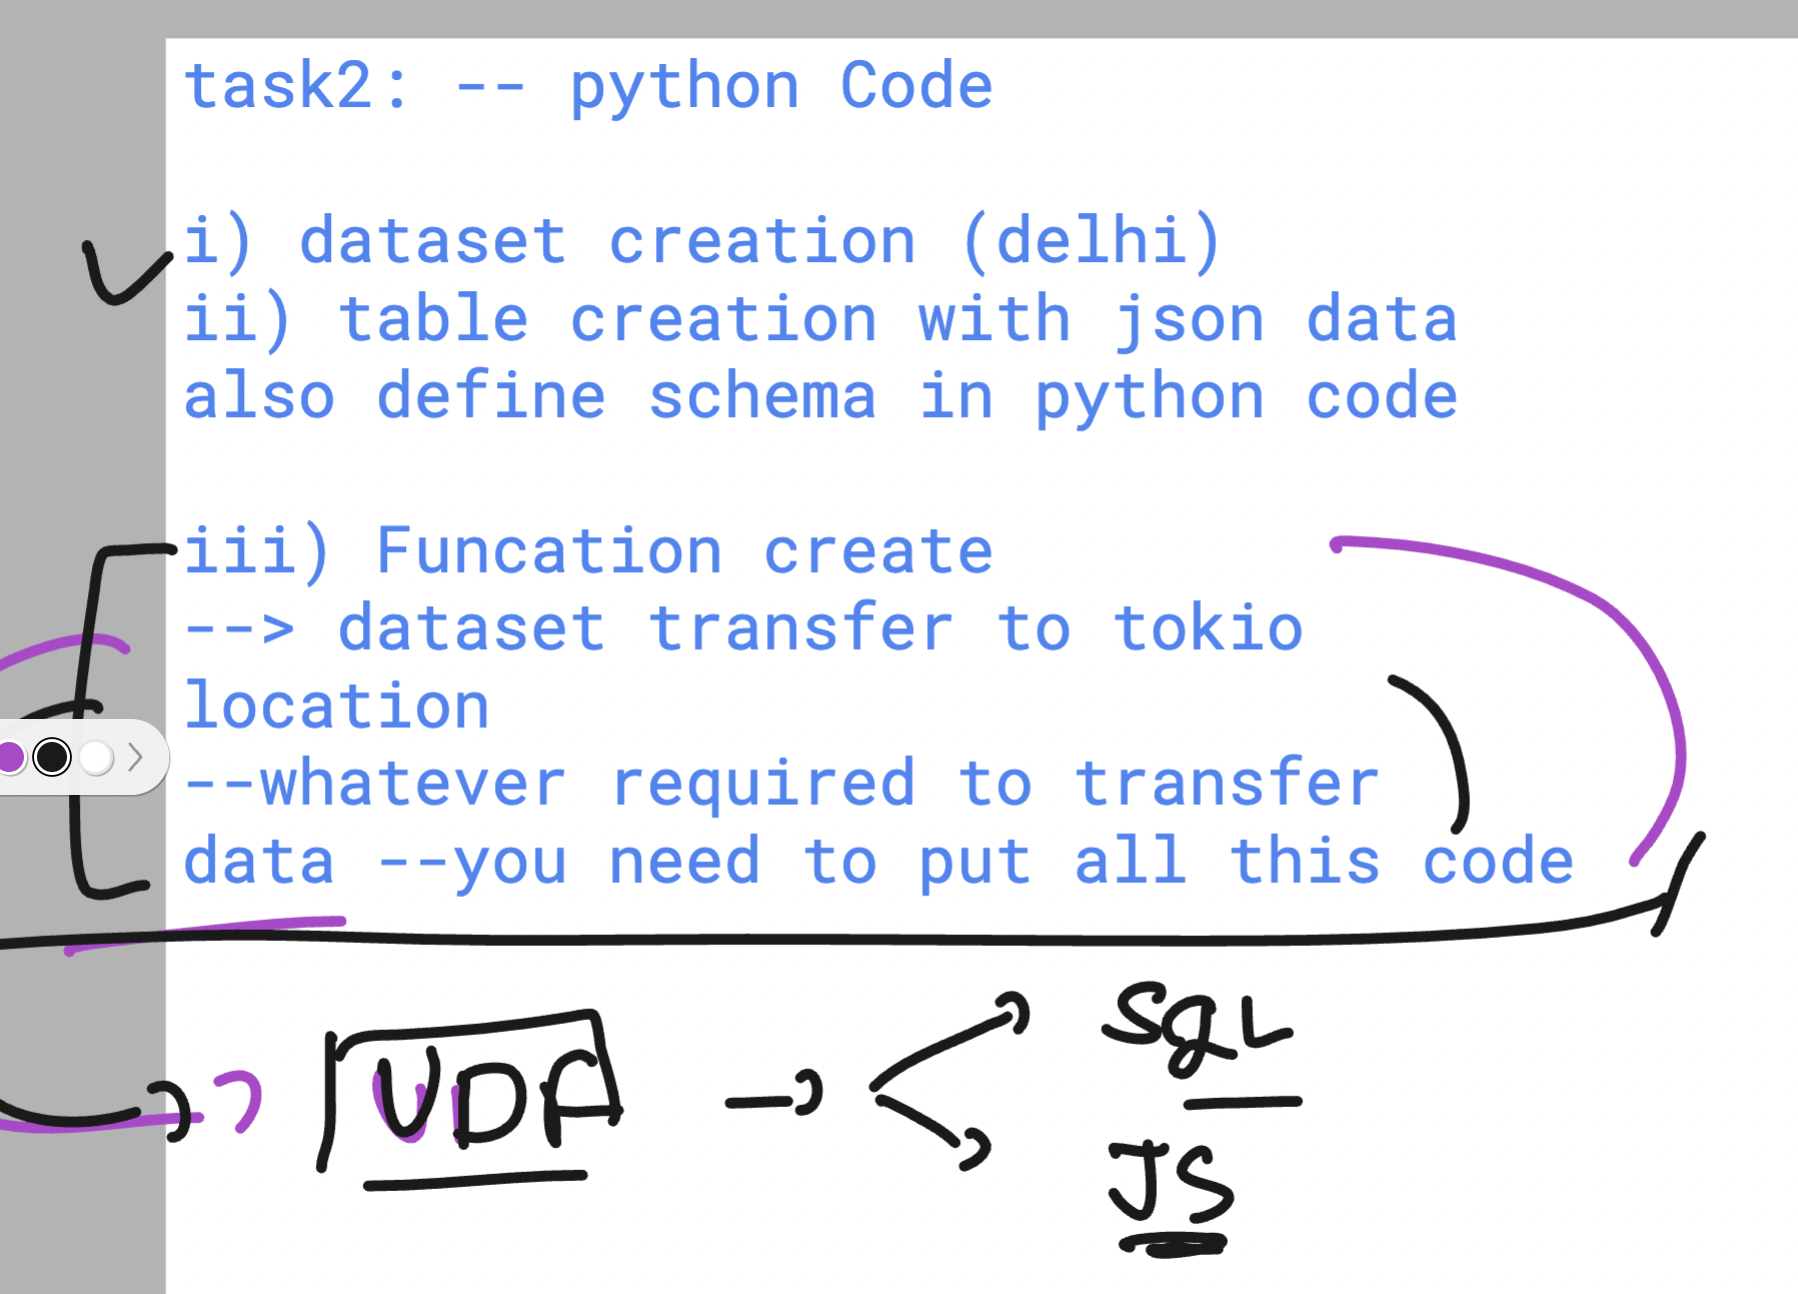 task2: -- python Code
i) dataset creation (delhi)
ii) table creation with json data
also define schema in python code
iii) Funcation create
--> dataset transfer to tokio
location
--whatever required to transfer
data --you need to put all this code
UDF
SQL
JS